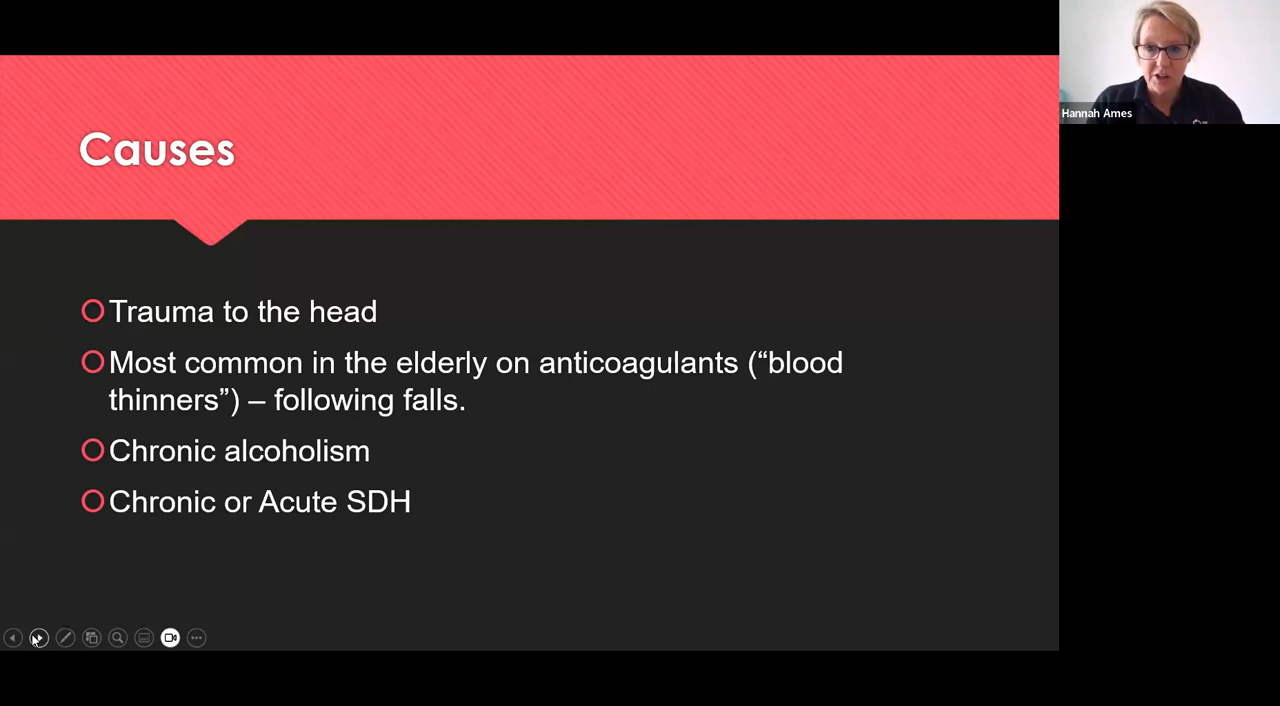 Causes
Trauma to the head
Most common in the elderly on anticoagulants (“blood
thinners”) – following falls.
Chronic alcoholism
Chronic or Acute SDH
Hannah Ames